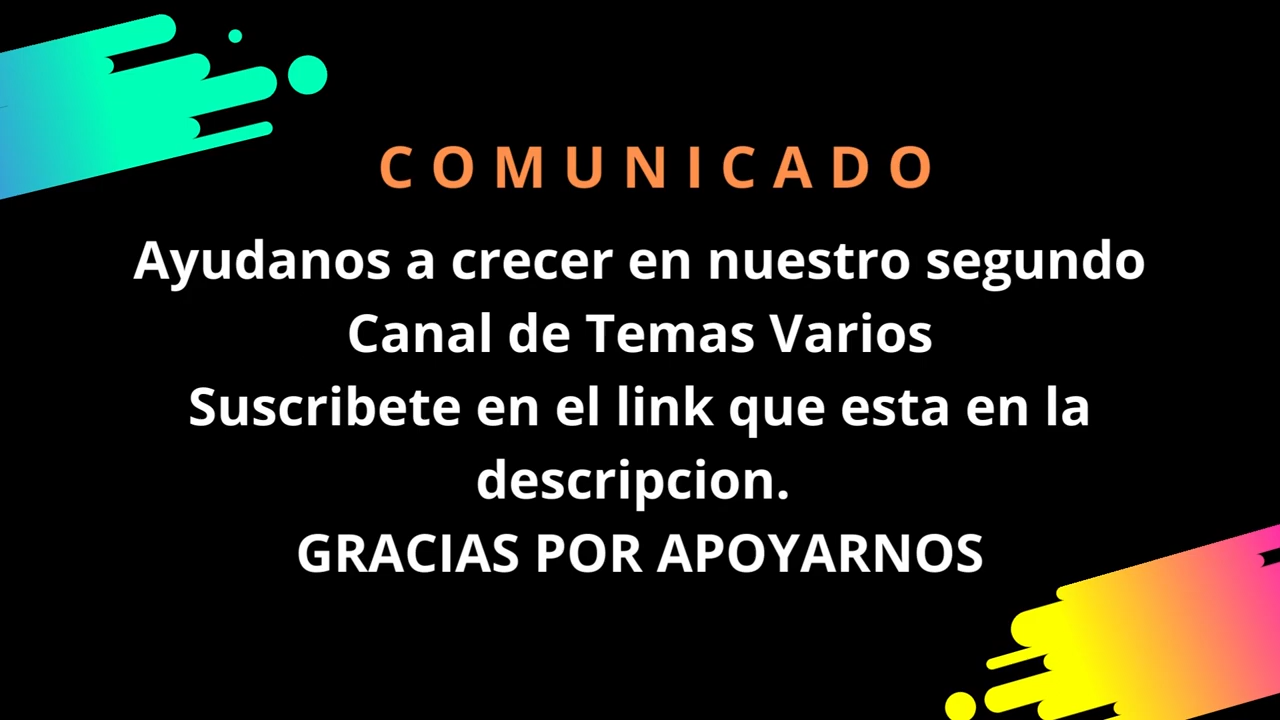 COMUNICADO
Ayudanos a crecer en nuestro segundo
Canal de Temas Varios
Suscribete en el link que esta en la
descripcion.
GRACIAS POR APOYARNOS